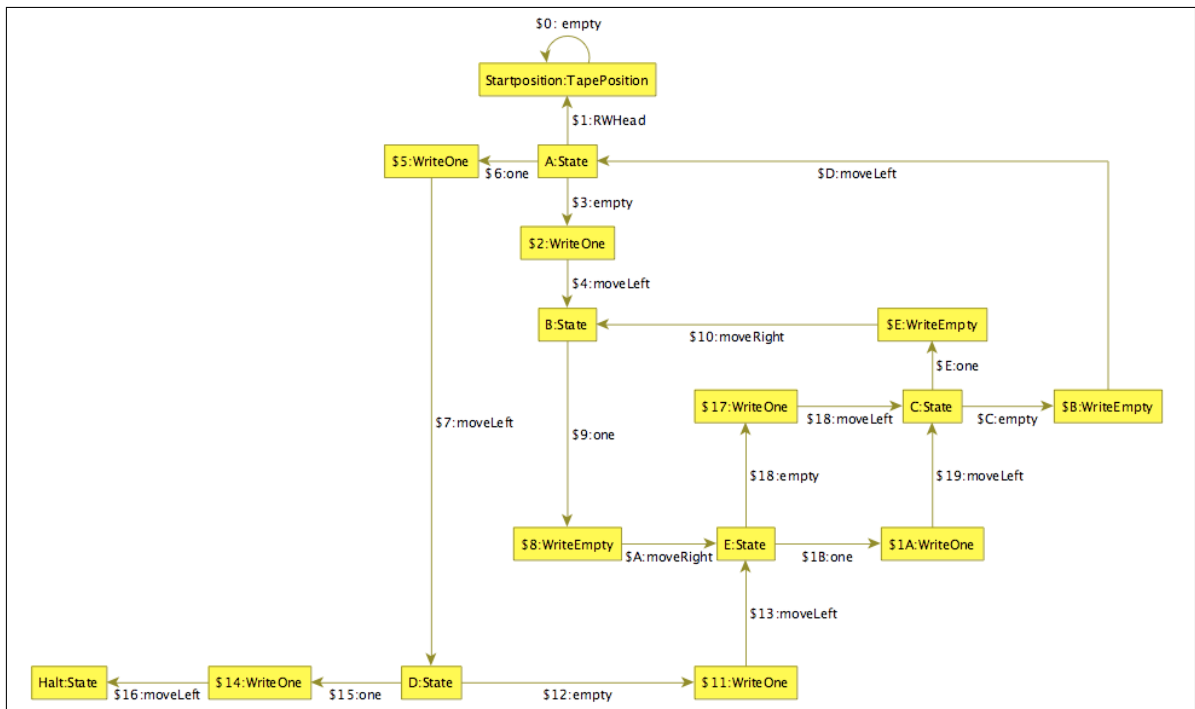 $0: empty
Startposition:TapePosition
$1:RWHead
$5:WriteOne
$6:one
A:State
$D:moveLeft
$3:empty
$2:WriteOne
$4:moveLeft
B:State
$10:moveRight
$E:WriteEmpty
$E:one
$17:WriteOne
$18:moveLeft
C:State
$C:empty
$B:WriteEmpty
$7:moveLeft
$9:one
$18:empty
$19:moveLeft
$8:WriteEmpty
$A:moveRight
E:State
$1B:one
$1A:WriteOne
$13:moveLeft
Halt:State
$16:moveLeft
$14:WriteOne
$15:one
D:State
$12:empty
$11:WriteOne